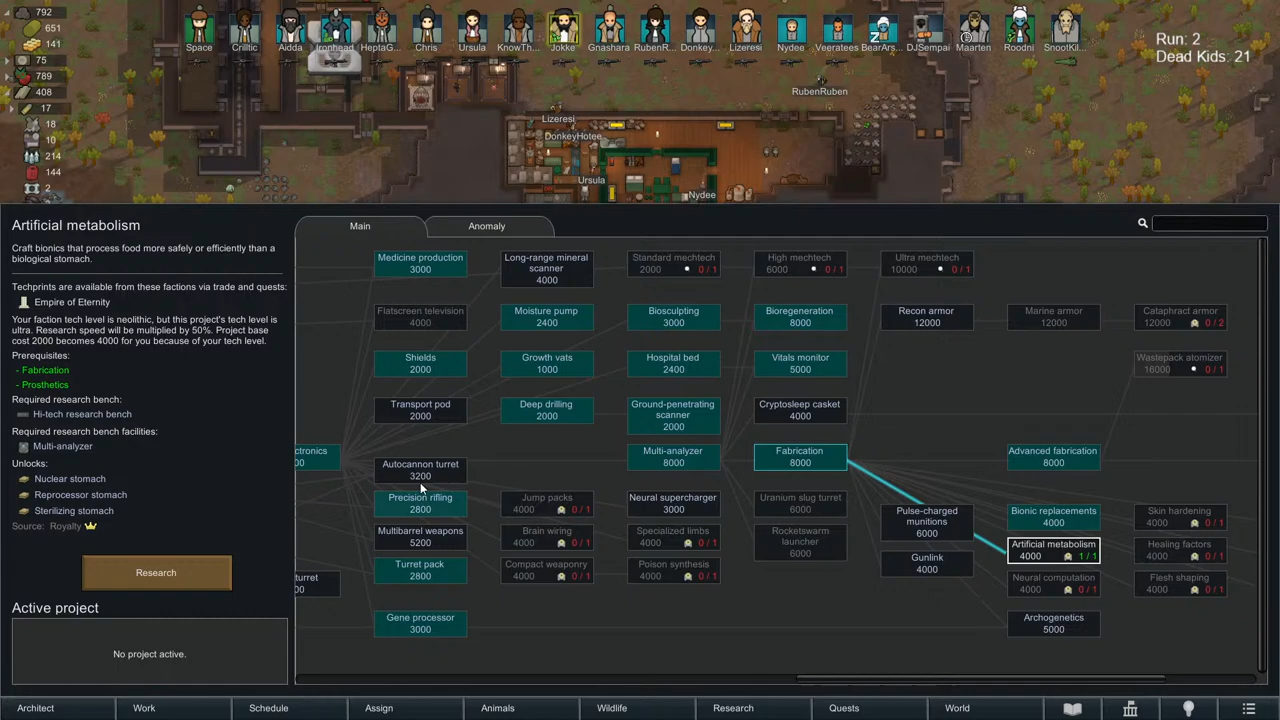 792
651
141
75
789
408
17
18
10
214
144
2
Space
Crilltic
Aidda
Ironhead
HeptaG...
Chris
Ursula
KnowTh...
Jokke
Gnashara
RubenR...
Donkey...
Lizeresi
Nydee
Veeratees
BearArs...
DJSempai
Maarten
Roodni
SnootKil...
Run: 2
Dead Kids: 21
RubenRuben
Lizeresi
DonkeyHotee
Ursula
Nydee
Artificial metabolism
Craft bionics that process food more safely or efficiently than a
biological stomach.
Techprints are available from these factions via trade and quests:
Empire of Eternity
Your faction tech level is neolithic, but this project's tech level is
ultra. Research speed will be multiplied by 50%. Project base
cost 2000 becomes 4000 for you because of your tech level.
Prerequisites:
- Fabrication
- Prosthetics
Required research bench:
Hi-tech research bench
Required research bench facilities:
Multi-analyzer
Unlocks:
Nuclear stomach
Reprocessor stomach
Sterilizing stomach
Source: Royalty
Research
Active project
No project active.
Main
Anomaly
Medicine production
3000
Long-range mineral
scanner
4000
Standard mechtech
2000 0 / 1
High mechtech
6000 0 / 1
Ultra mechtech
10000 0 / 1
Flatscreen television
4000
Moisture pump
2400
Biosculpting
3000
Bioregeneration
8000
Recon armor
12000
Marine armor
12000
Cataphract armor
12000 0 / 2
Shields
2000
Growth vats
1000
Hospital bed
2400
Vitals monitor
5000
Wastepack atomizer
16000 0 / 1
Transport pod
2000
Deep drilling
2000
Ground-penetrating
scanner
2000
Cryptosleep casket
4000
ctronics
00
Autocannon turret
3200
Multi-analyzer
8000
Fabrication
8000
Advanced fabrication
8000
Precision rifling
2800
Jump packs
4000 0 / 1
Neural supercharger
3000
Uranium slug turret
6000
Pulse-charged
munitions
6000
Bionic replacements
4000
Skin hardening
4000 0 / 1
Multibarrel weapons
5200
Brain wiring
4000 0 / 1
Specialized limbs
4000 0 / 1
Rocketswarm
launcher
6000
Gunlink
4000
Artificial metabolism
4000 1 / 1
Healing factors
4000 0 / 1
turret
00
Turret pack
2800
Compact weaponry
4000 0 / 1
Poison synthesis
4000 0 / 1
Neural computation
4000 0 / 1
Flesh shaping
4000 0 / 1
Gene processor
3000
Archogenetics
5000
Architect
Work
Schedule
Assign
Animals
Wildlife
Research
Quests
World